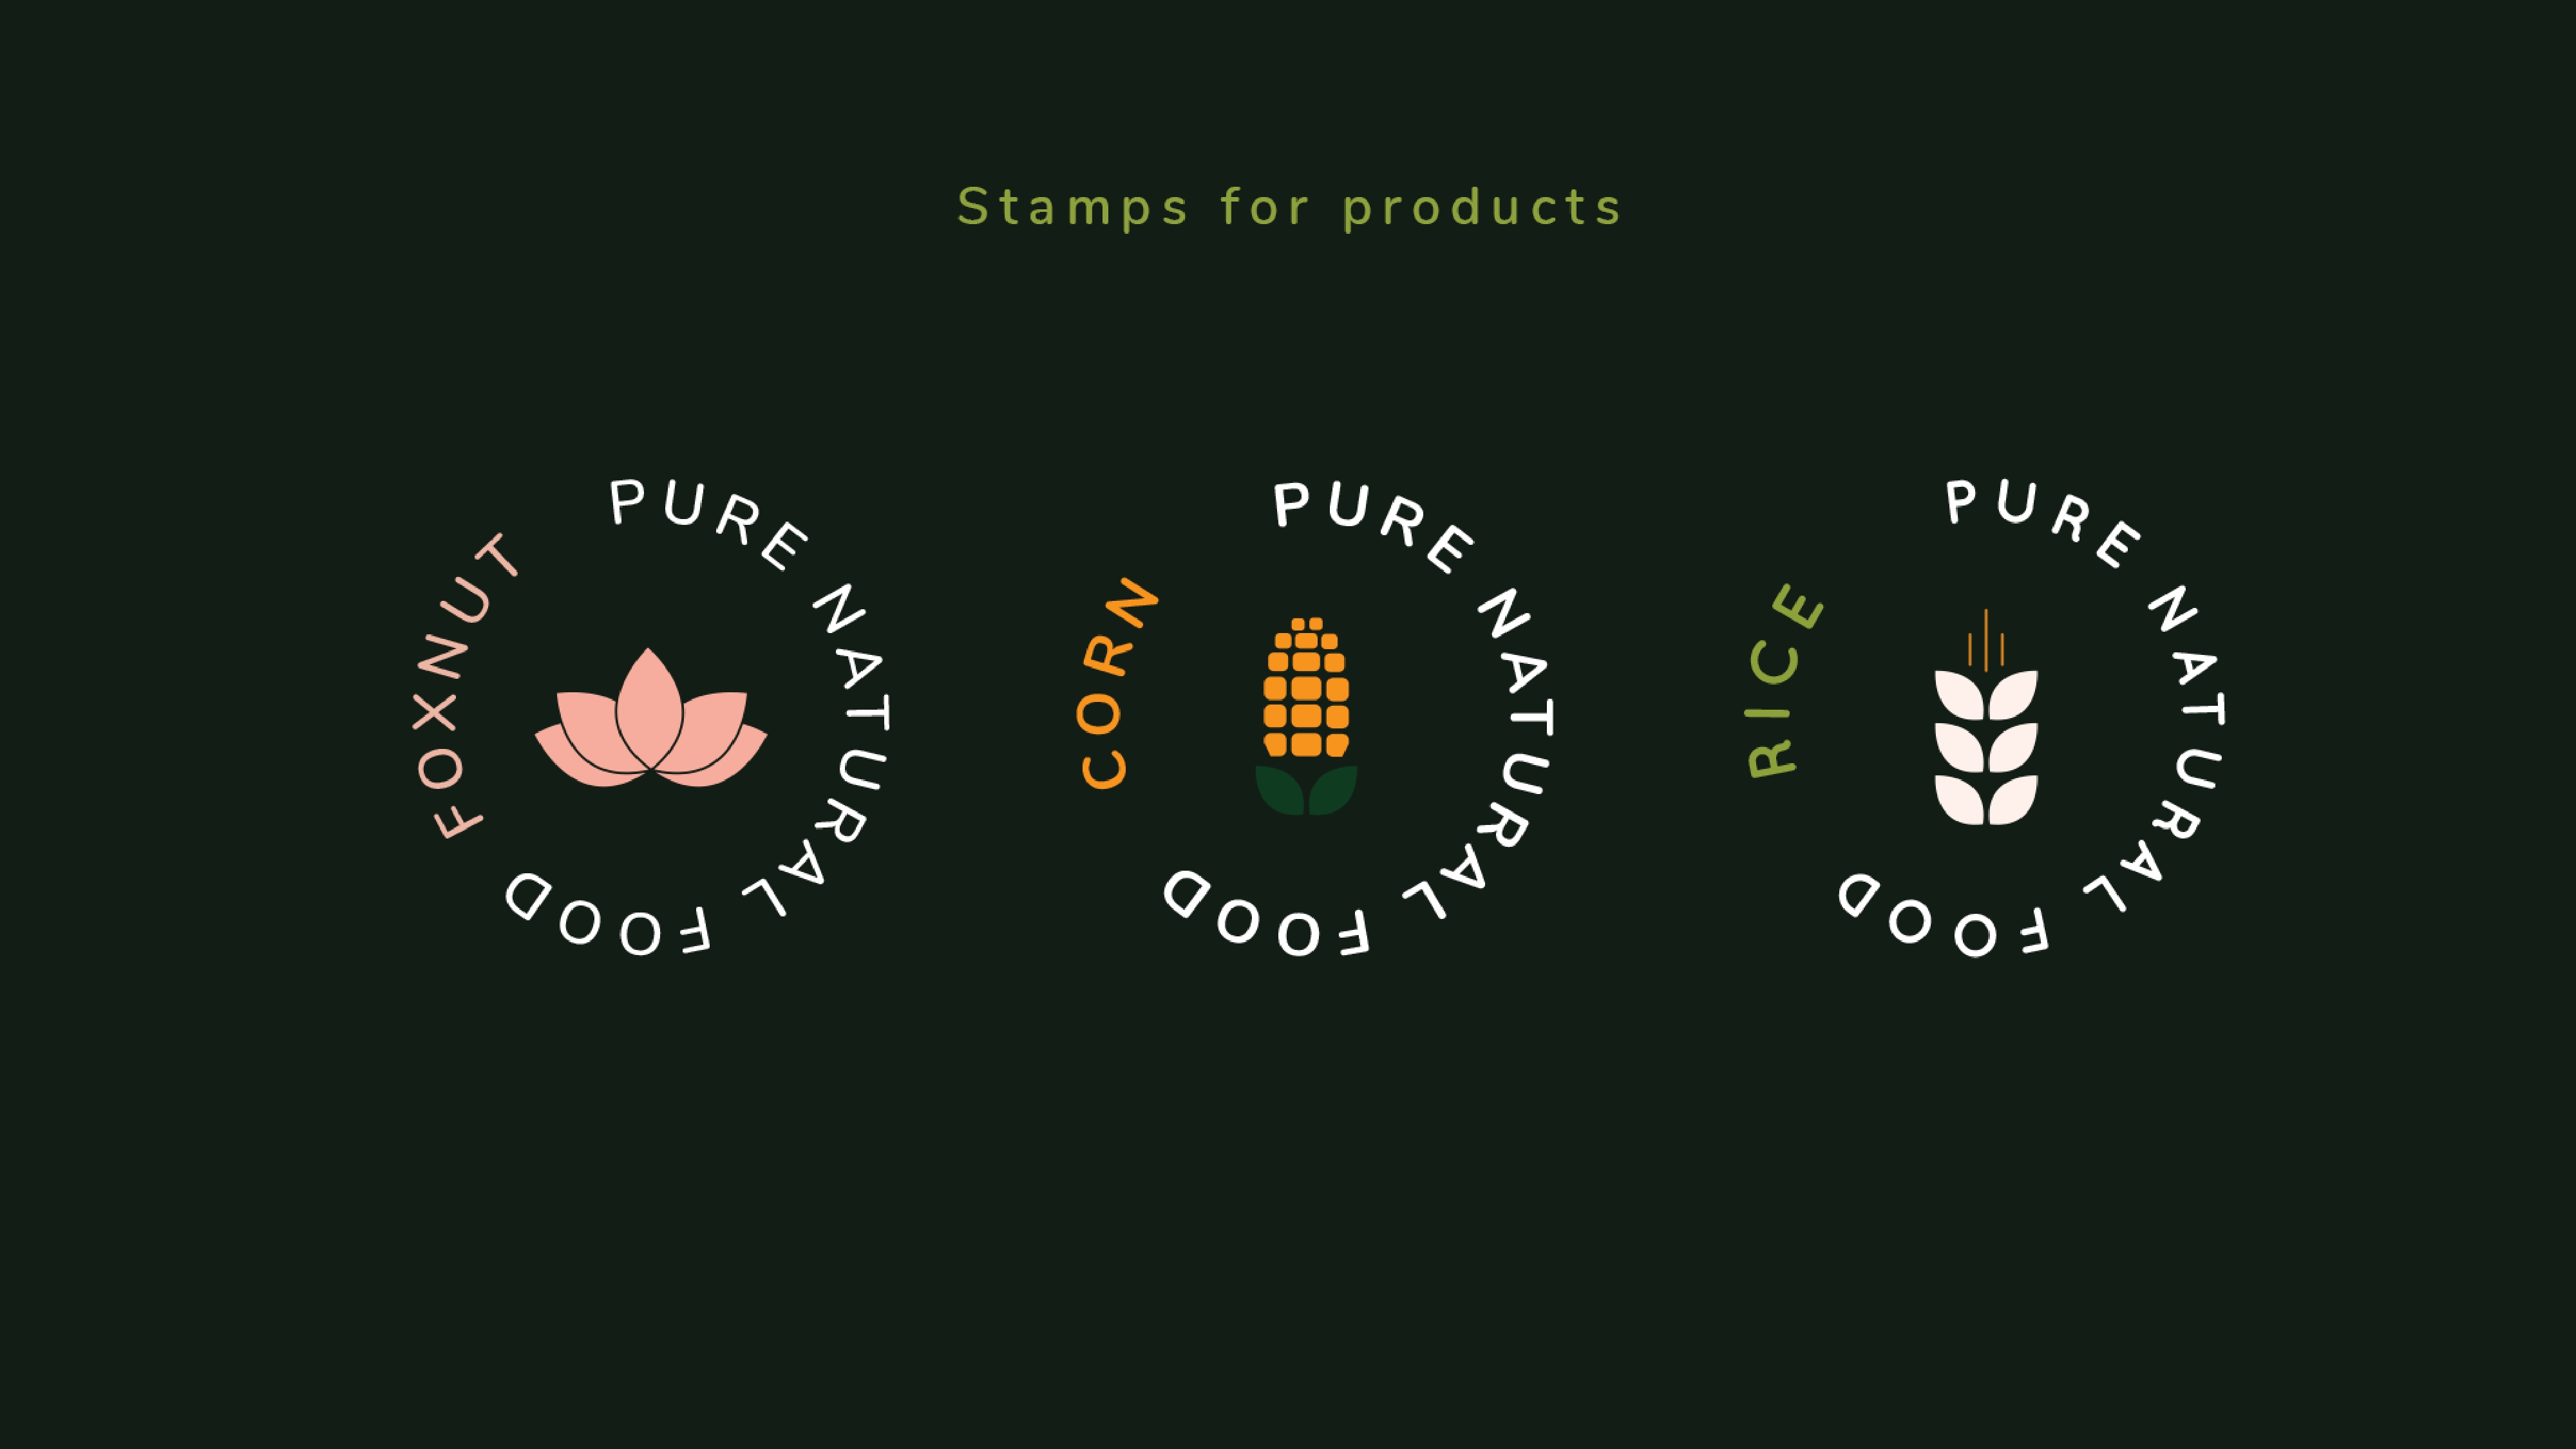 Stamps for products
FOXNUT PURE NATURAL FOOD
CORN PURE NATURAL FOOD
RICE PURE NATURAL FOOD